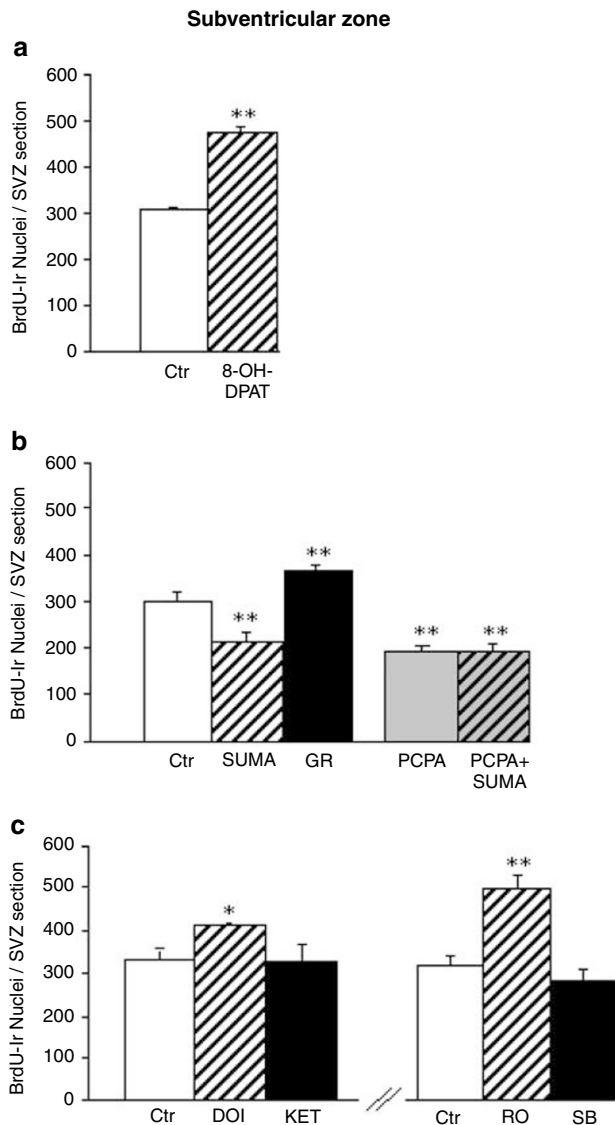 Subventricular zone
a
BrdU-Ir Nuclei / SVZ section
600
500
400
300
200
100
0
**
Ctr
8-OH-
DPAT
b
BrdU-Ir Nuclei / SVZ section
600
500
400
300
200
100
0
**
**
**
**
Ctr
SUMA
GR
PCPA
PCPA+
SUMA
c
BrdU-Ir Nuclei / SVZ section
600
500
400
300
200
100
0
*
**
Ctr
DOI
KET
Ctr
RO
SB